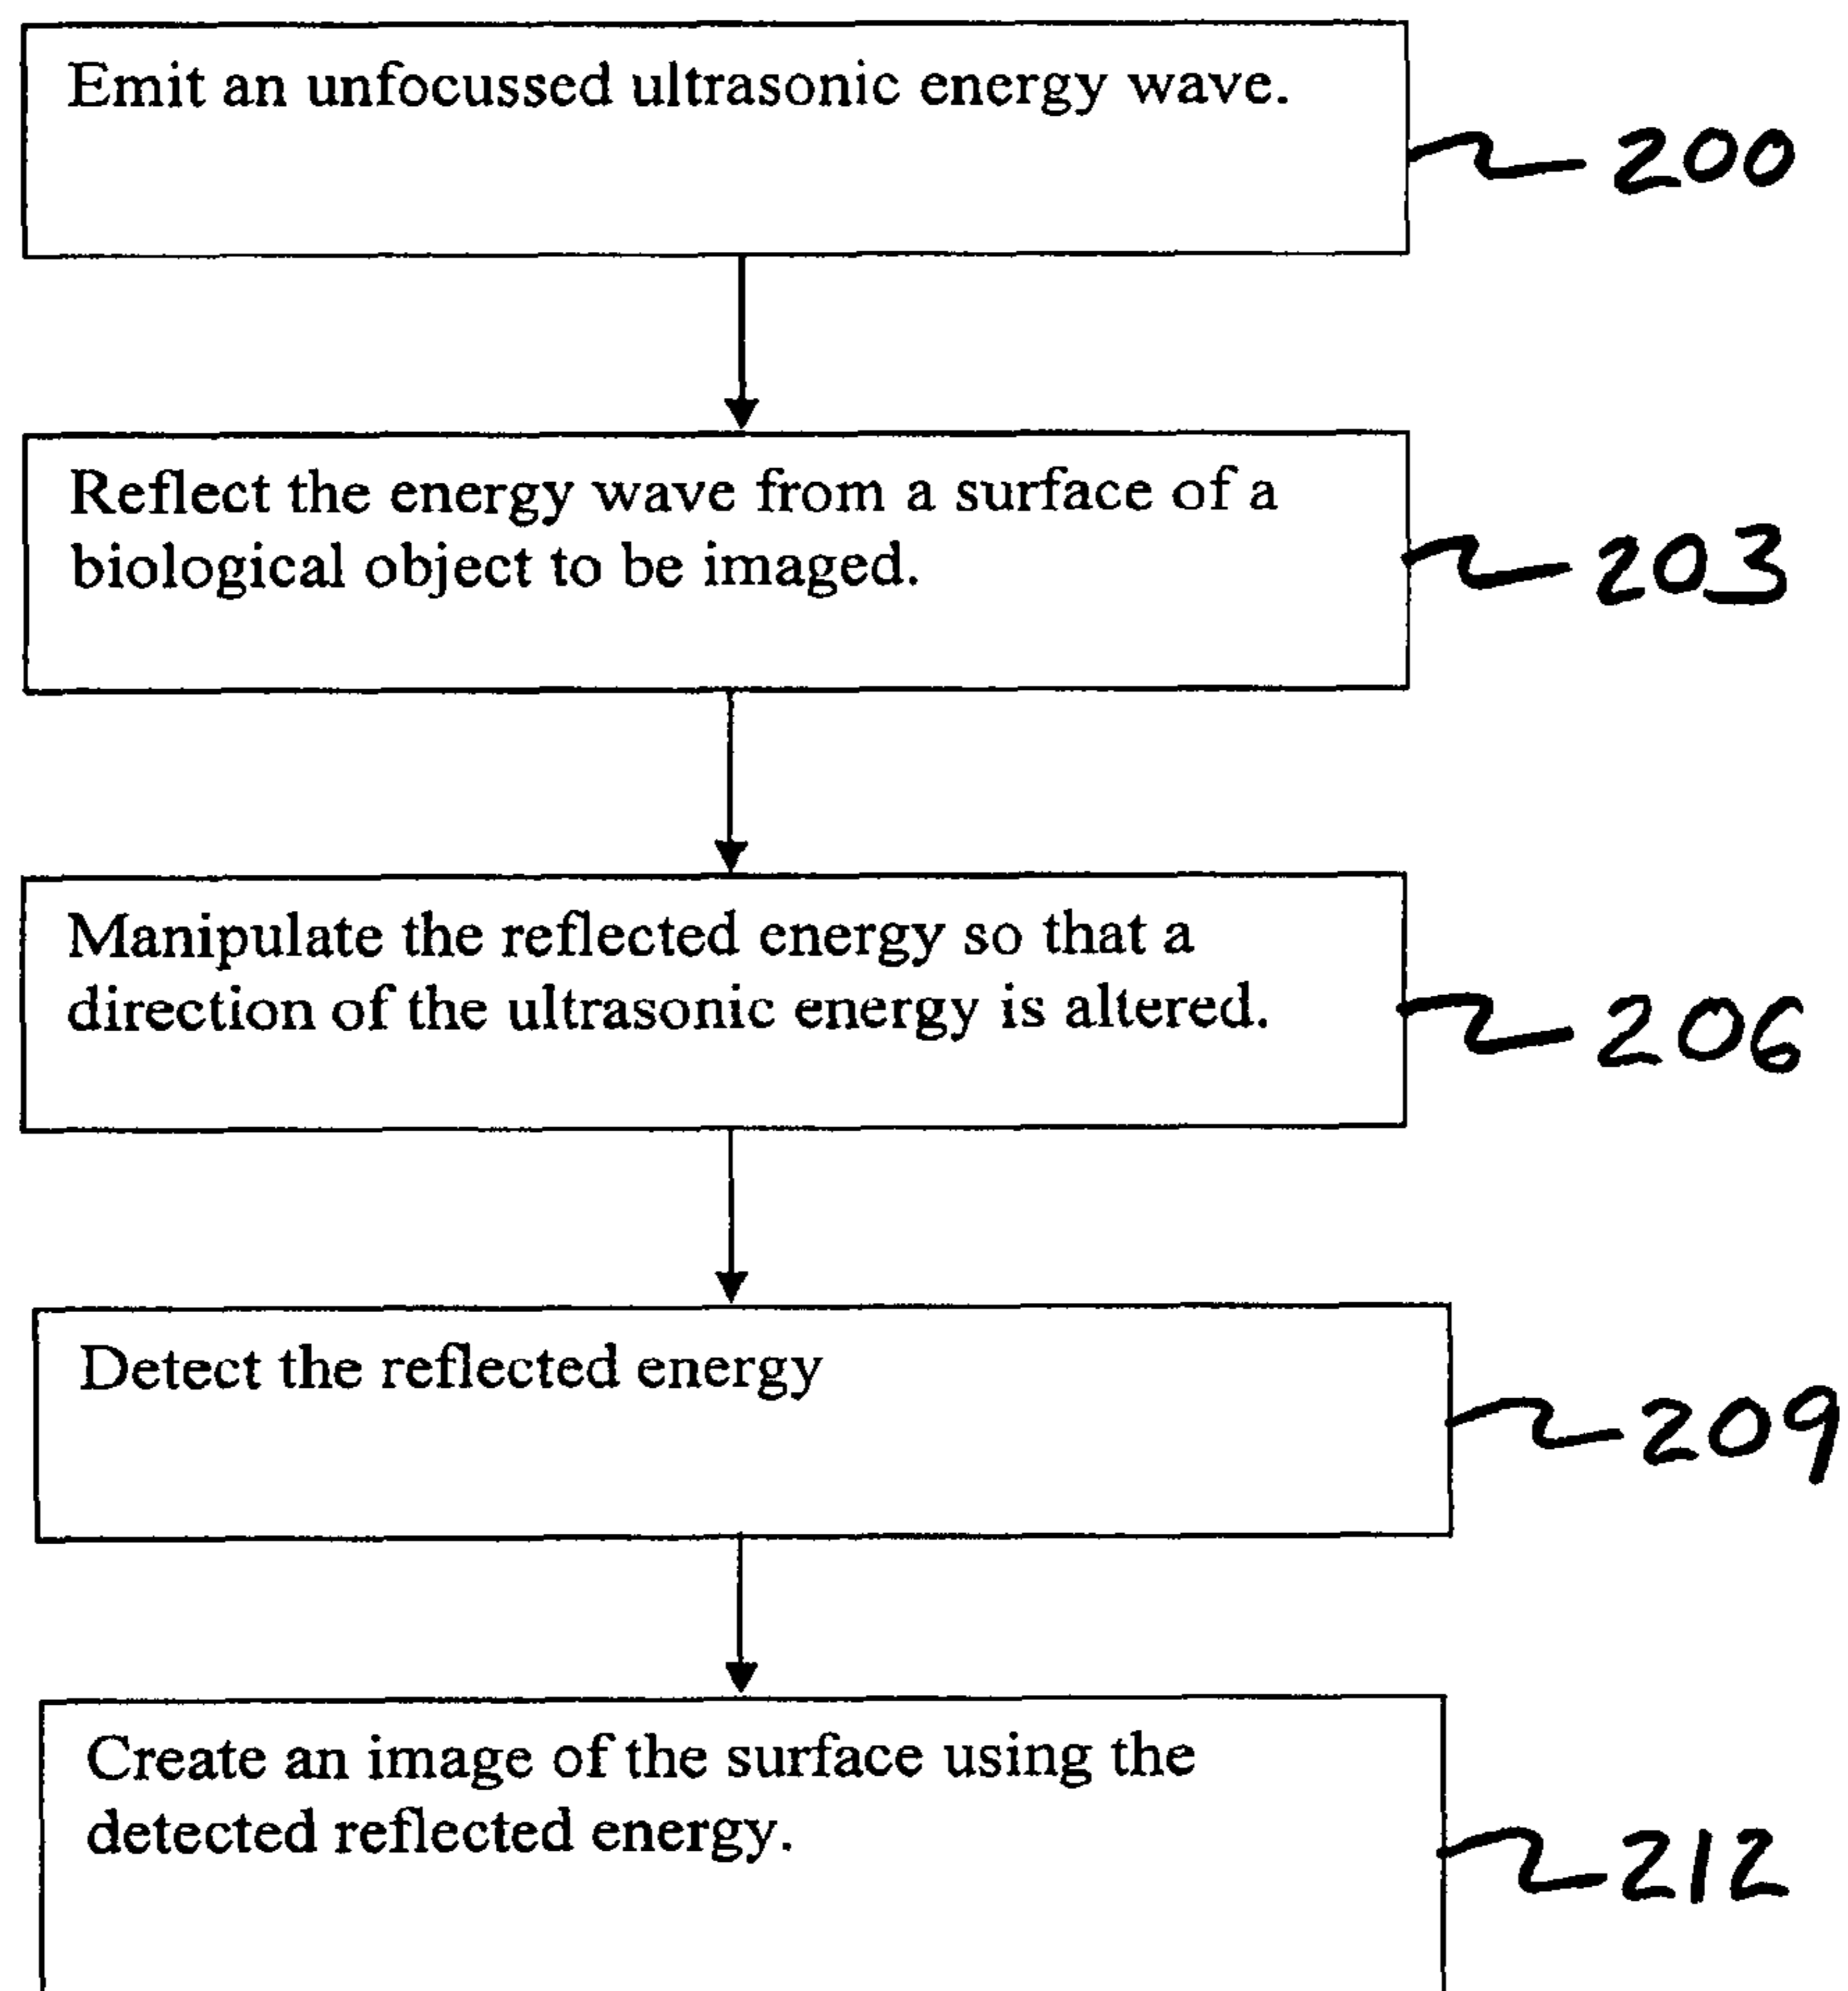 Emit an unfocussed ultrasonic energy wave.
200
Reflect the energy wave from a surface of a
biological object to be imaged.
203
Manipulate the reflected energy so that a
direction of the ultrasonic energy is altered.
206
Detect the reflected energy
209
Create an image of the surface using the
detected reflected energy.
212